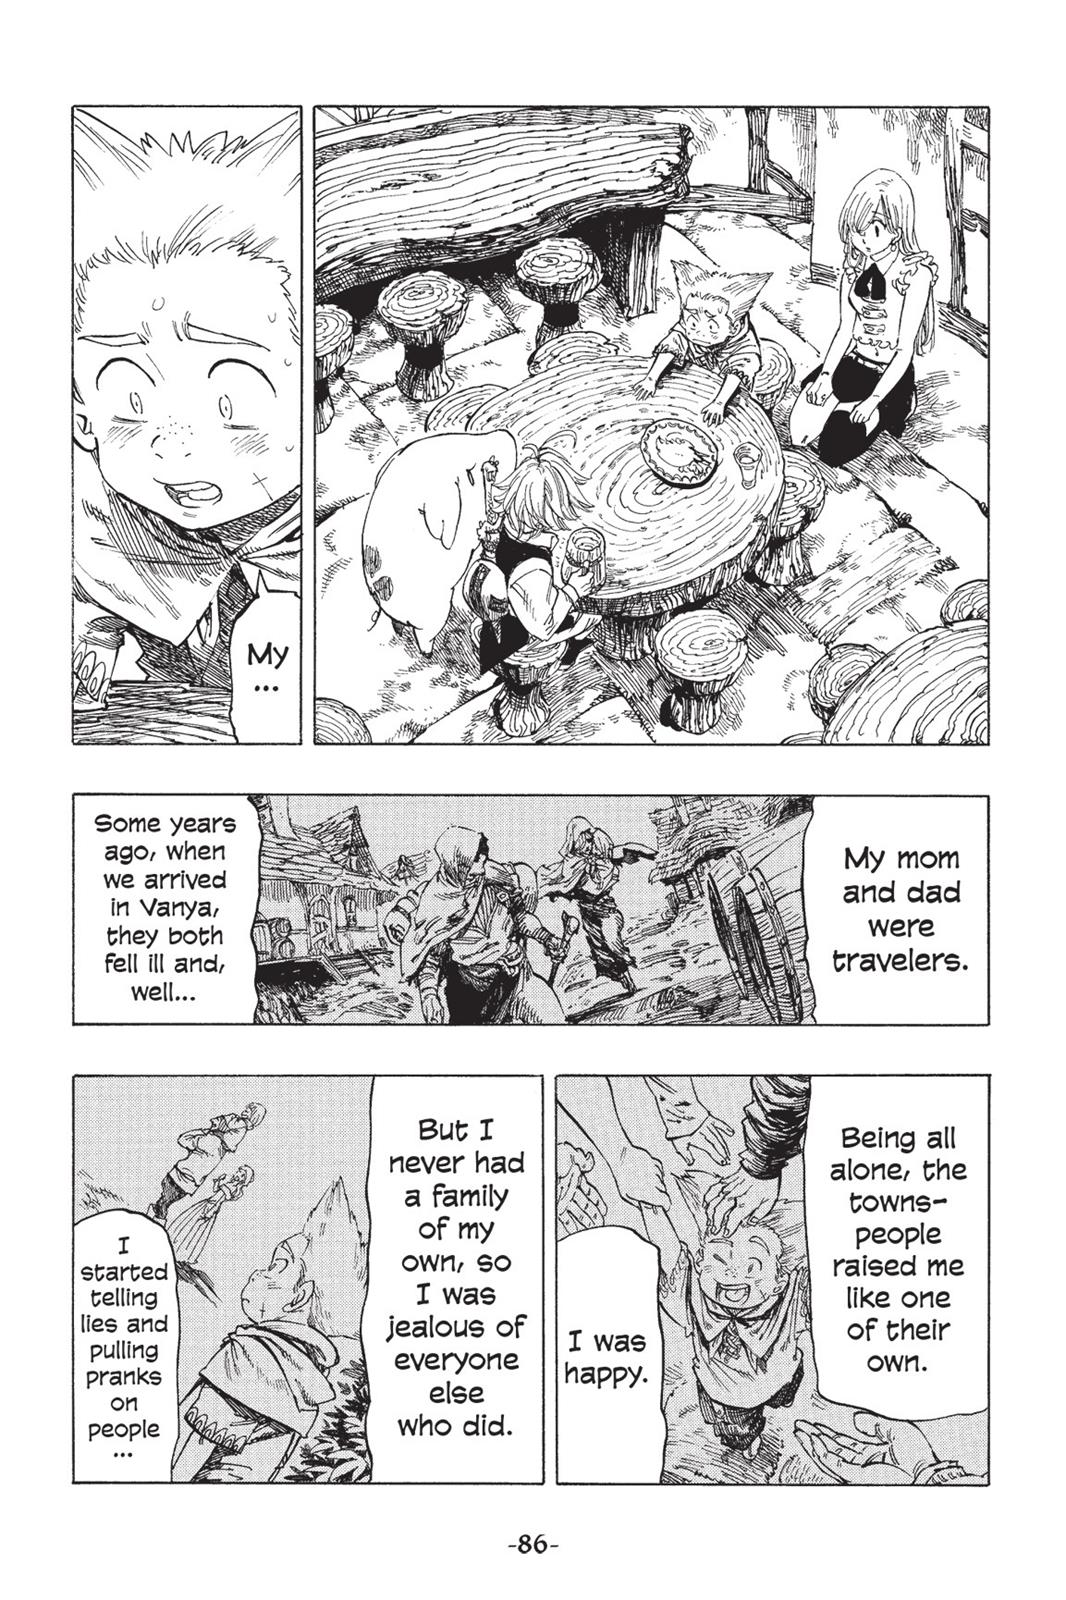 My
...
My mom
and dad
were
travelers.
Some years
ago, when
we arrived
in Vanya,
they both
fell ill and,
well...
Being all
alone, the
towns-
people
raised me
like one
of their
own.
I was
happy.
But I
never had
a family
of my
own, so
I was
jealous of
everyone
else
who did.
I
started
telling
lies and
pulling
pranks
on
people
...
-86-